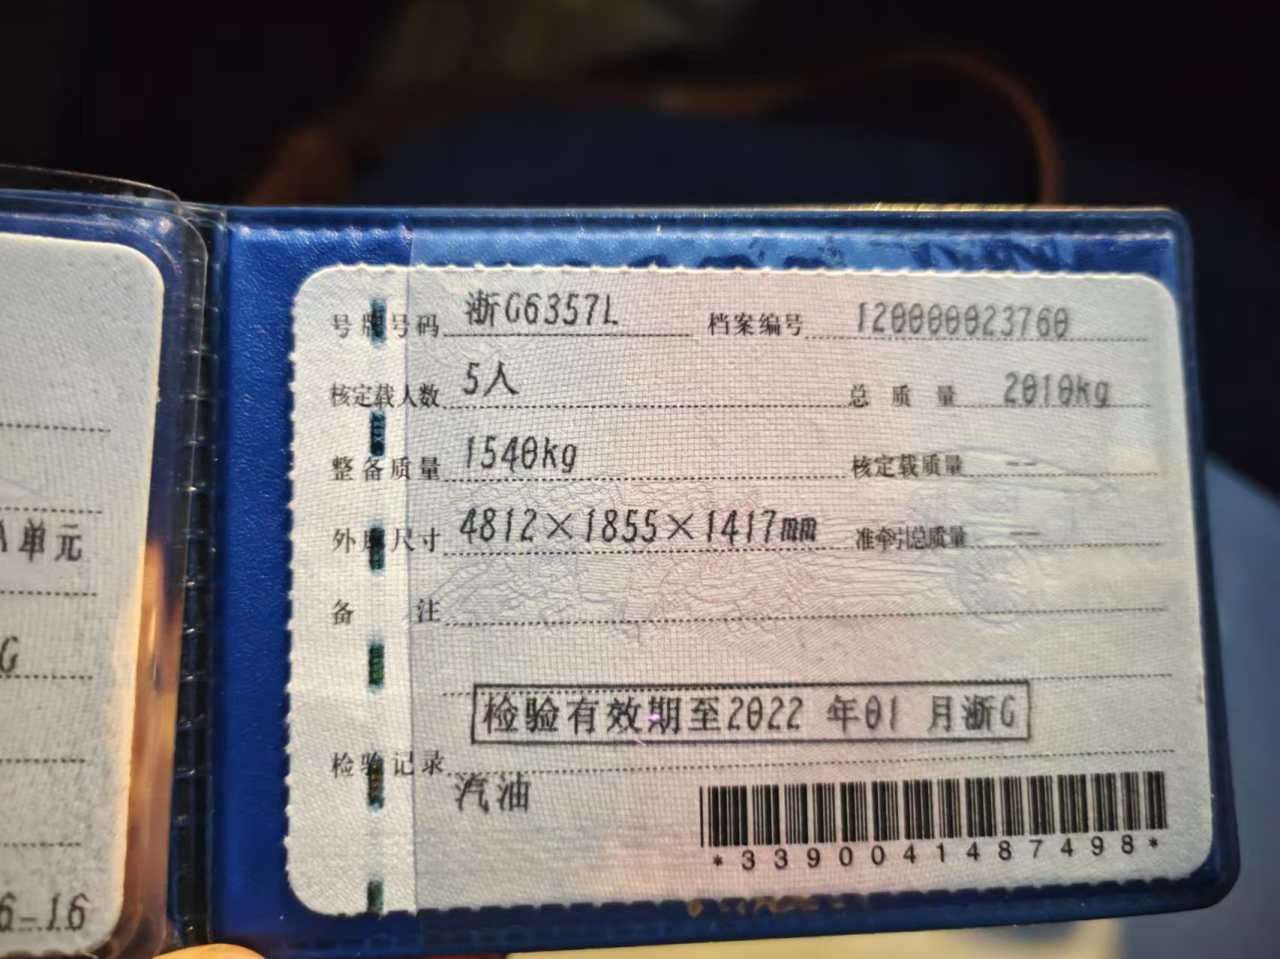 号牌号码 浙G6357L 档案编号 120000023760
核定载人数 5人 总质量 2010kg
整备质量 1540kg 核定载质量 --
外廓尺寸 4812×1855×1417mm 准牵引总质量 --
备注
检验有效期至2022 年01 月浙G
检验记录
汽油
*3390041487498*
单元
G
6-16